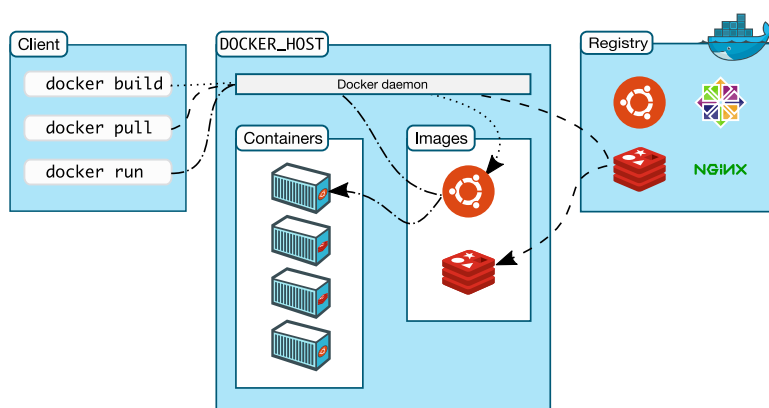 Client
docker build
docker pull
docker run
DOCKER_HOST
Docker daemon
Containers
Images
Registry
NGINX